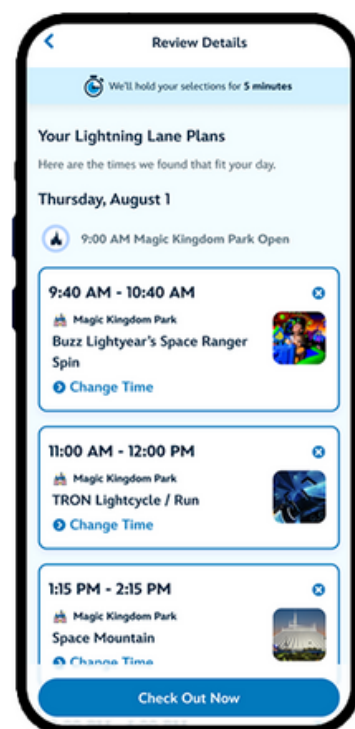 Review Details
We'll hold your selections for 5 minutes
Your Lightning Lane Plans
Here are the times we found that fit your day.
Thursday, August 1
9:00 AM Magic Kingdom Park Open
9:40 AM - 10:40 AM
Magic Kingdom Park
Buzz Lightyear's Space Ranger
Spin
Change Time
11:00 AM - 12:00 PM
Magic Kingdom Park
TRON Lightcycle / Run
Change Time
1:15 PM - 2:15 PM
Magic Kingdom Park
Space Mountain
Change Time
Check Out Now